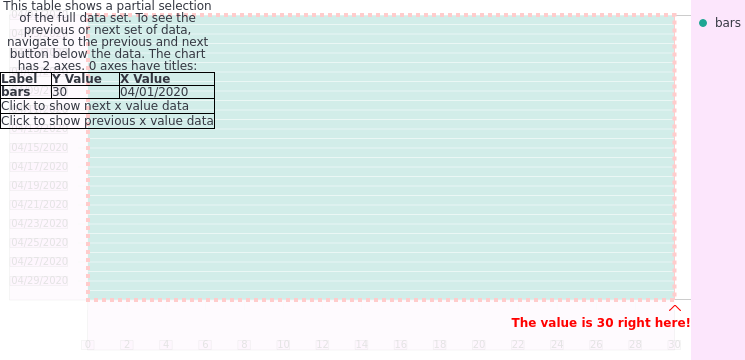 This table shows a partial selection
of the full data set. To see the
previous or next set of data,
navigate to the previous and next
button below the data. The chart
has 2 axes. 0 axes have titles:
Label Y Value X Value
bars 30 04/01/2020
Click to show next x value data
Click to show previous x value data
04/15/2020
04/17/2020
04/19/2020
04/21/2020
04/23/2020
04/25/2020
04/27/2020
04/29/2020
The value is 30 right here!
0 2 4 6 8 10 12 14 16 18 20 22 24 26 28 30
bars